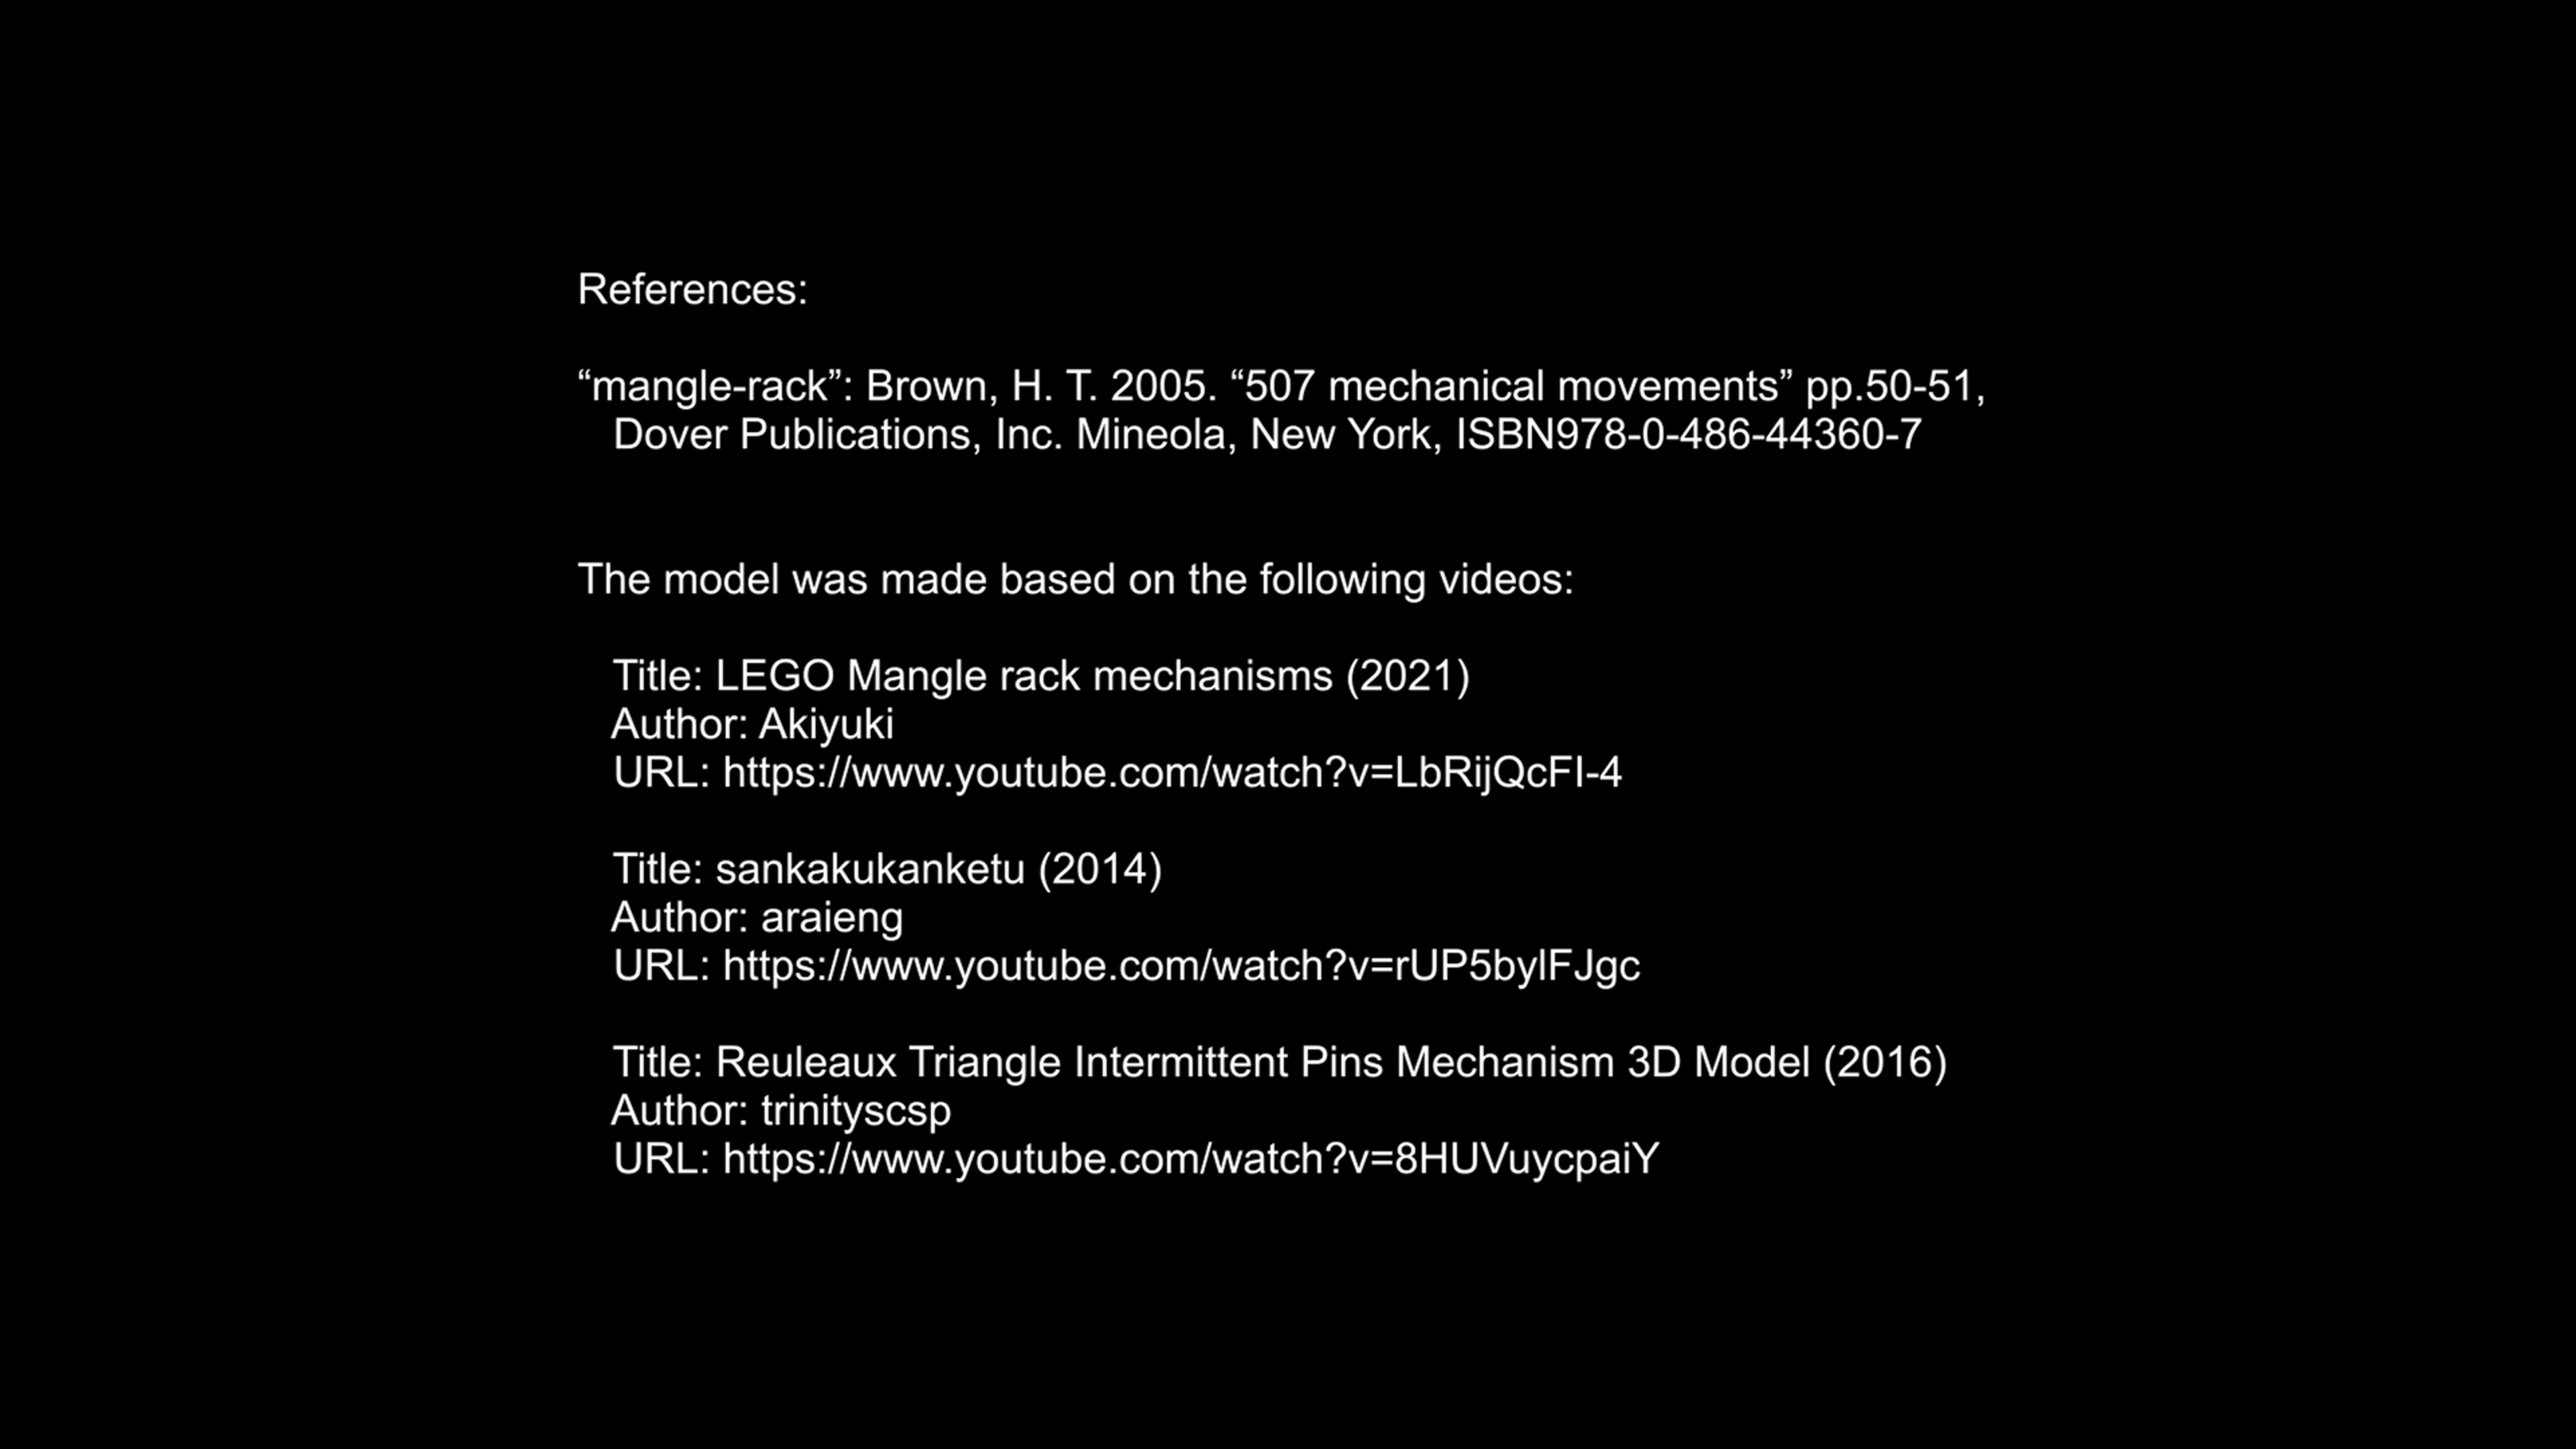 References:
“mangle-rack”: Brown, H. T. 2005. “507 mechanical movements” pp.50-51,
Dover Publications, Inc. Mineola, New York, ISBN978-0-486-44360-7
The model was made based on the following videos:
Title: LEGO Mangle rack mechanisms (2021)
Author: Akiyuki
URL: https://www.youtube.com/watch?v=LbRijQcFI-4
Title: sankakukanketu (2014)
Author: araieng
URL: https://www.youtube.com/watch?v=rUP5bylFJgc
Title: Reuleaux Triangle Intermittent Pins Mechanism 3D Model (2016)
Author: trinityscsp
URL: https://www.youtube.com/watch?v=8HUVuycpaiY